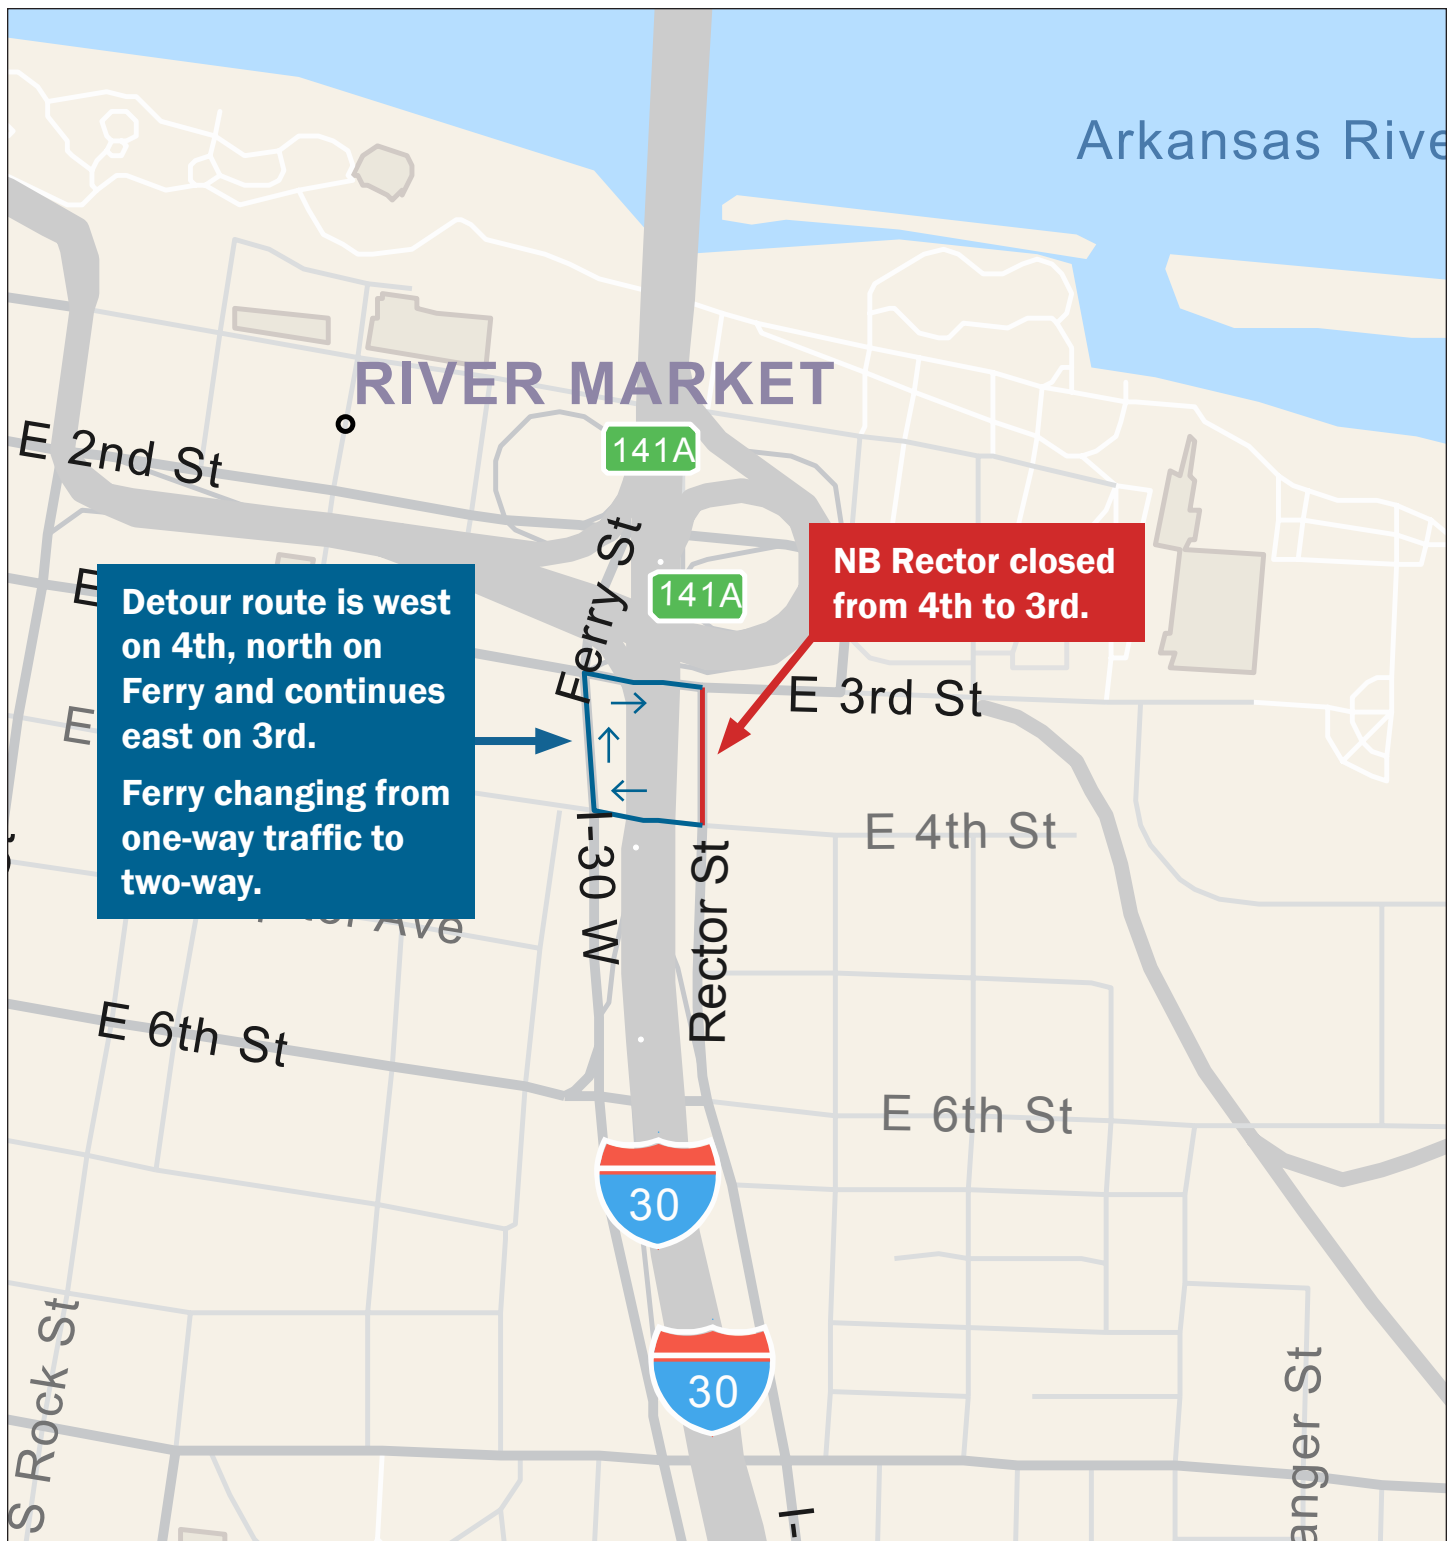 Arkansas Rive
RIVER MARKET
141A
E 2nd St
Ferry St
NB Rector closed
from 4th to 3rd.
E
141A
Detour route is west
on 4th, north on
Ferry and continues
east on 3rd.
Ferry changing from
one-way traffic to
two-way.
E 3rd St
E
E 4th St
I-30 W
Rector St
Ave
E 6th St
E 6th St
30
30
S Rock St
anger St
I-